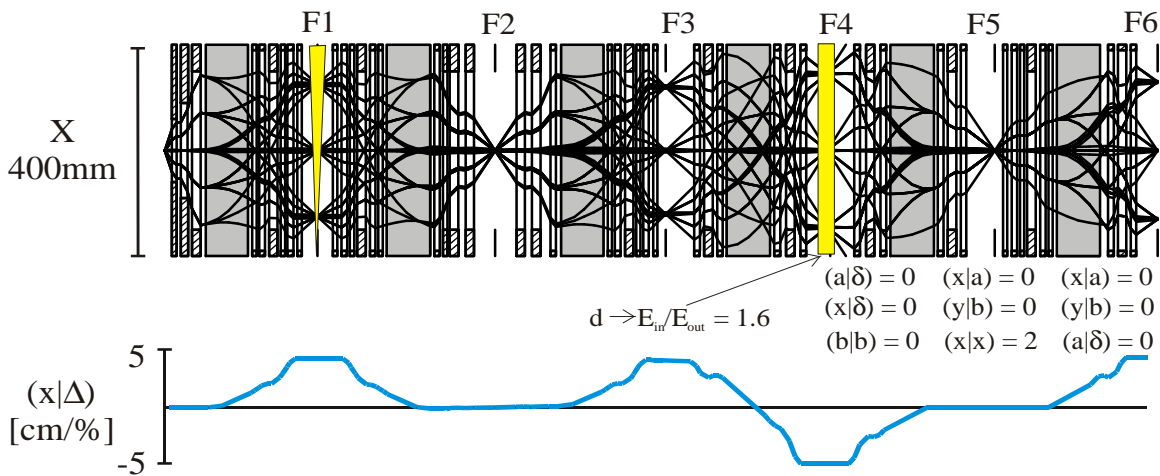 F1 F2 F3 F4 F5 F6
X
400mm
(a|δ) = 0 (x|a) = 0 (x|a) = 0
(x|δ) = 0 (y|b) = 0 (y|b) = 0
d → E_in/E_out = 1.6
(b|b) = 0 (x|x) = 2 (a|δ) = 0
5
(x|Δ)
[cm/%]
-5